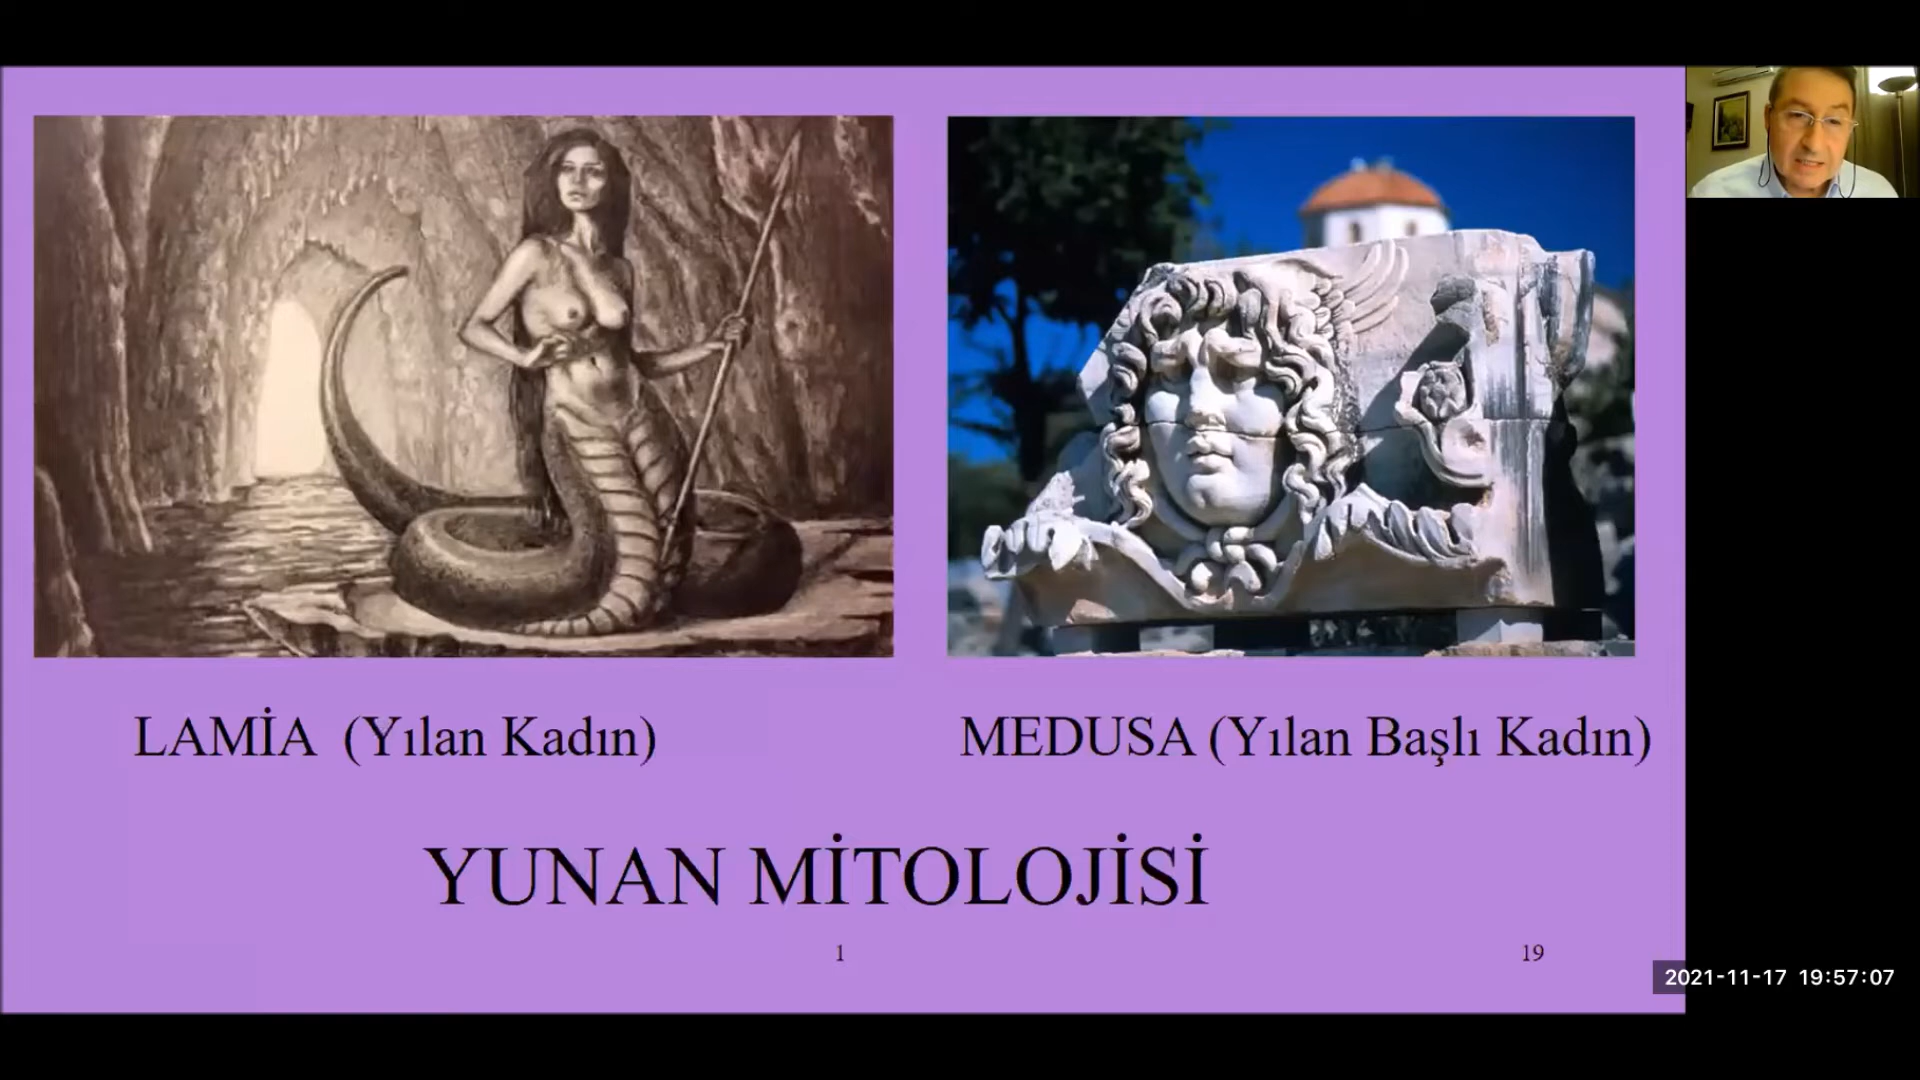 LAMİA (Yılan Kadın)
MEDUSA (Yılan Başlı Kadın)
YUNAN MİTOLOJİSİ
1
19
2021-11-17 19:57:07